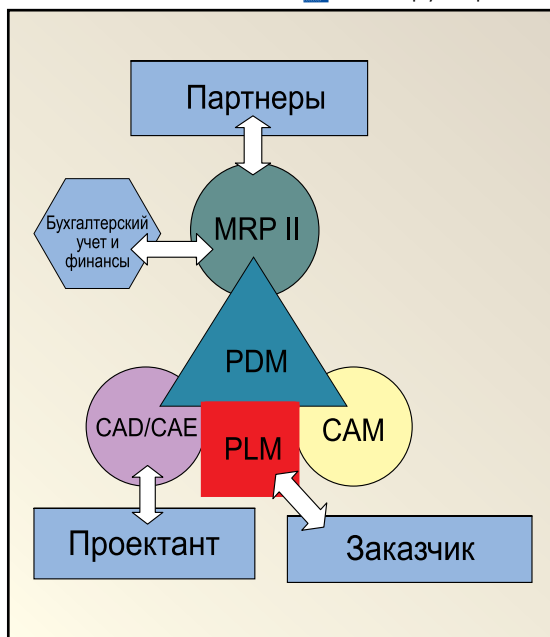 Партнеры
MRP II
Бухгалтерский
учет и
финансы
PDM
CAD/CAE
CAM
PLM
Проектант
Заказчик